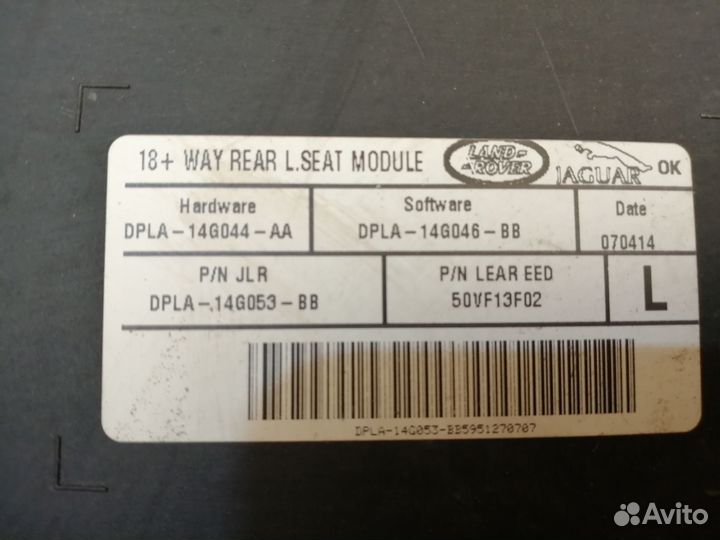 18+ WAY REAR L.SEAT MODULE LAND-ROVER JAGUAR OK
Hardware Software Date
DPLA-14G044-AA DPLA-14G046-BB 070414
P/N JLR P/N LEAR EED L
DPLA-14G053-BB 50VF13F02
DPLA-14G053-BB5951270707
Avito